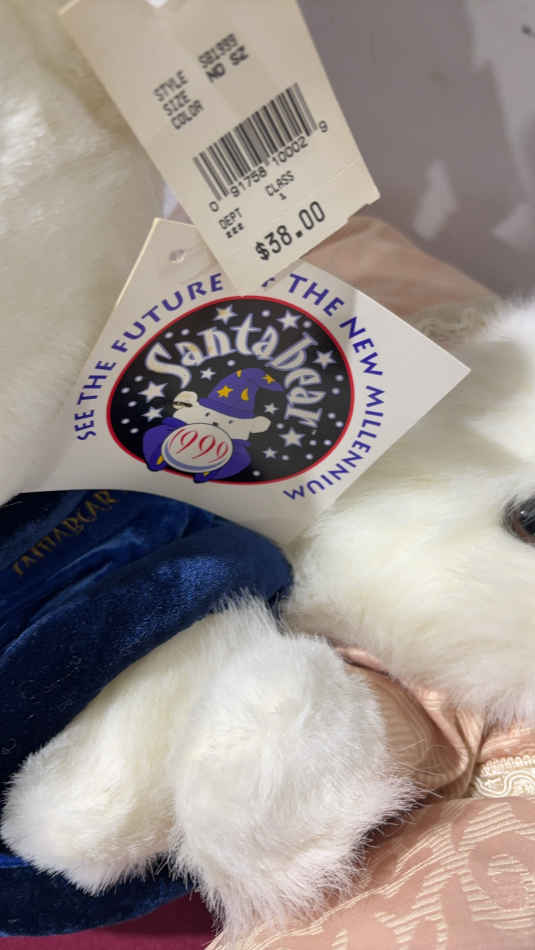 STYLE SB1999
SIZE NO SZ
COLOR
0 91758 10002 9
DEPT CLASS
*** 1
$38.00
SEE THE FUTURE THE NEW MILLENNIUM
Santabear
1999
SANTABEAR